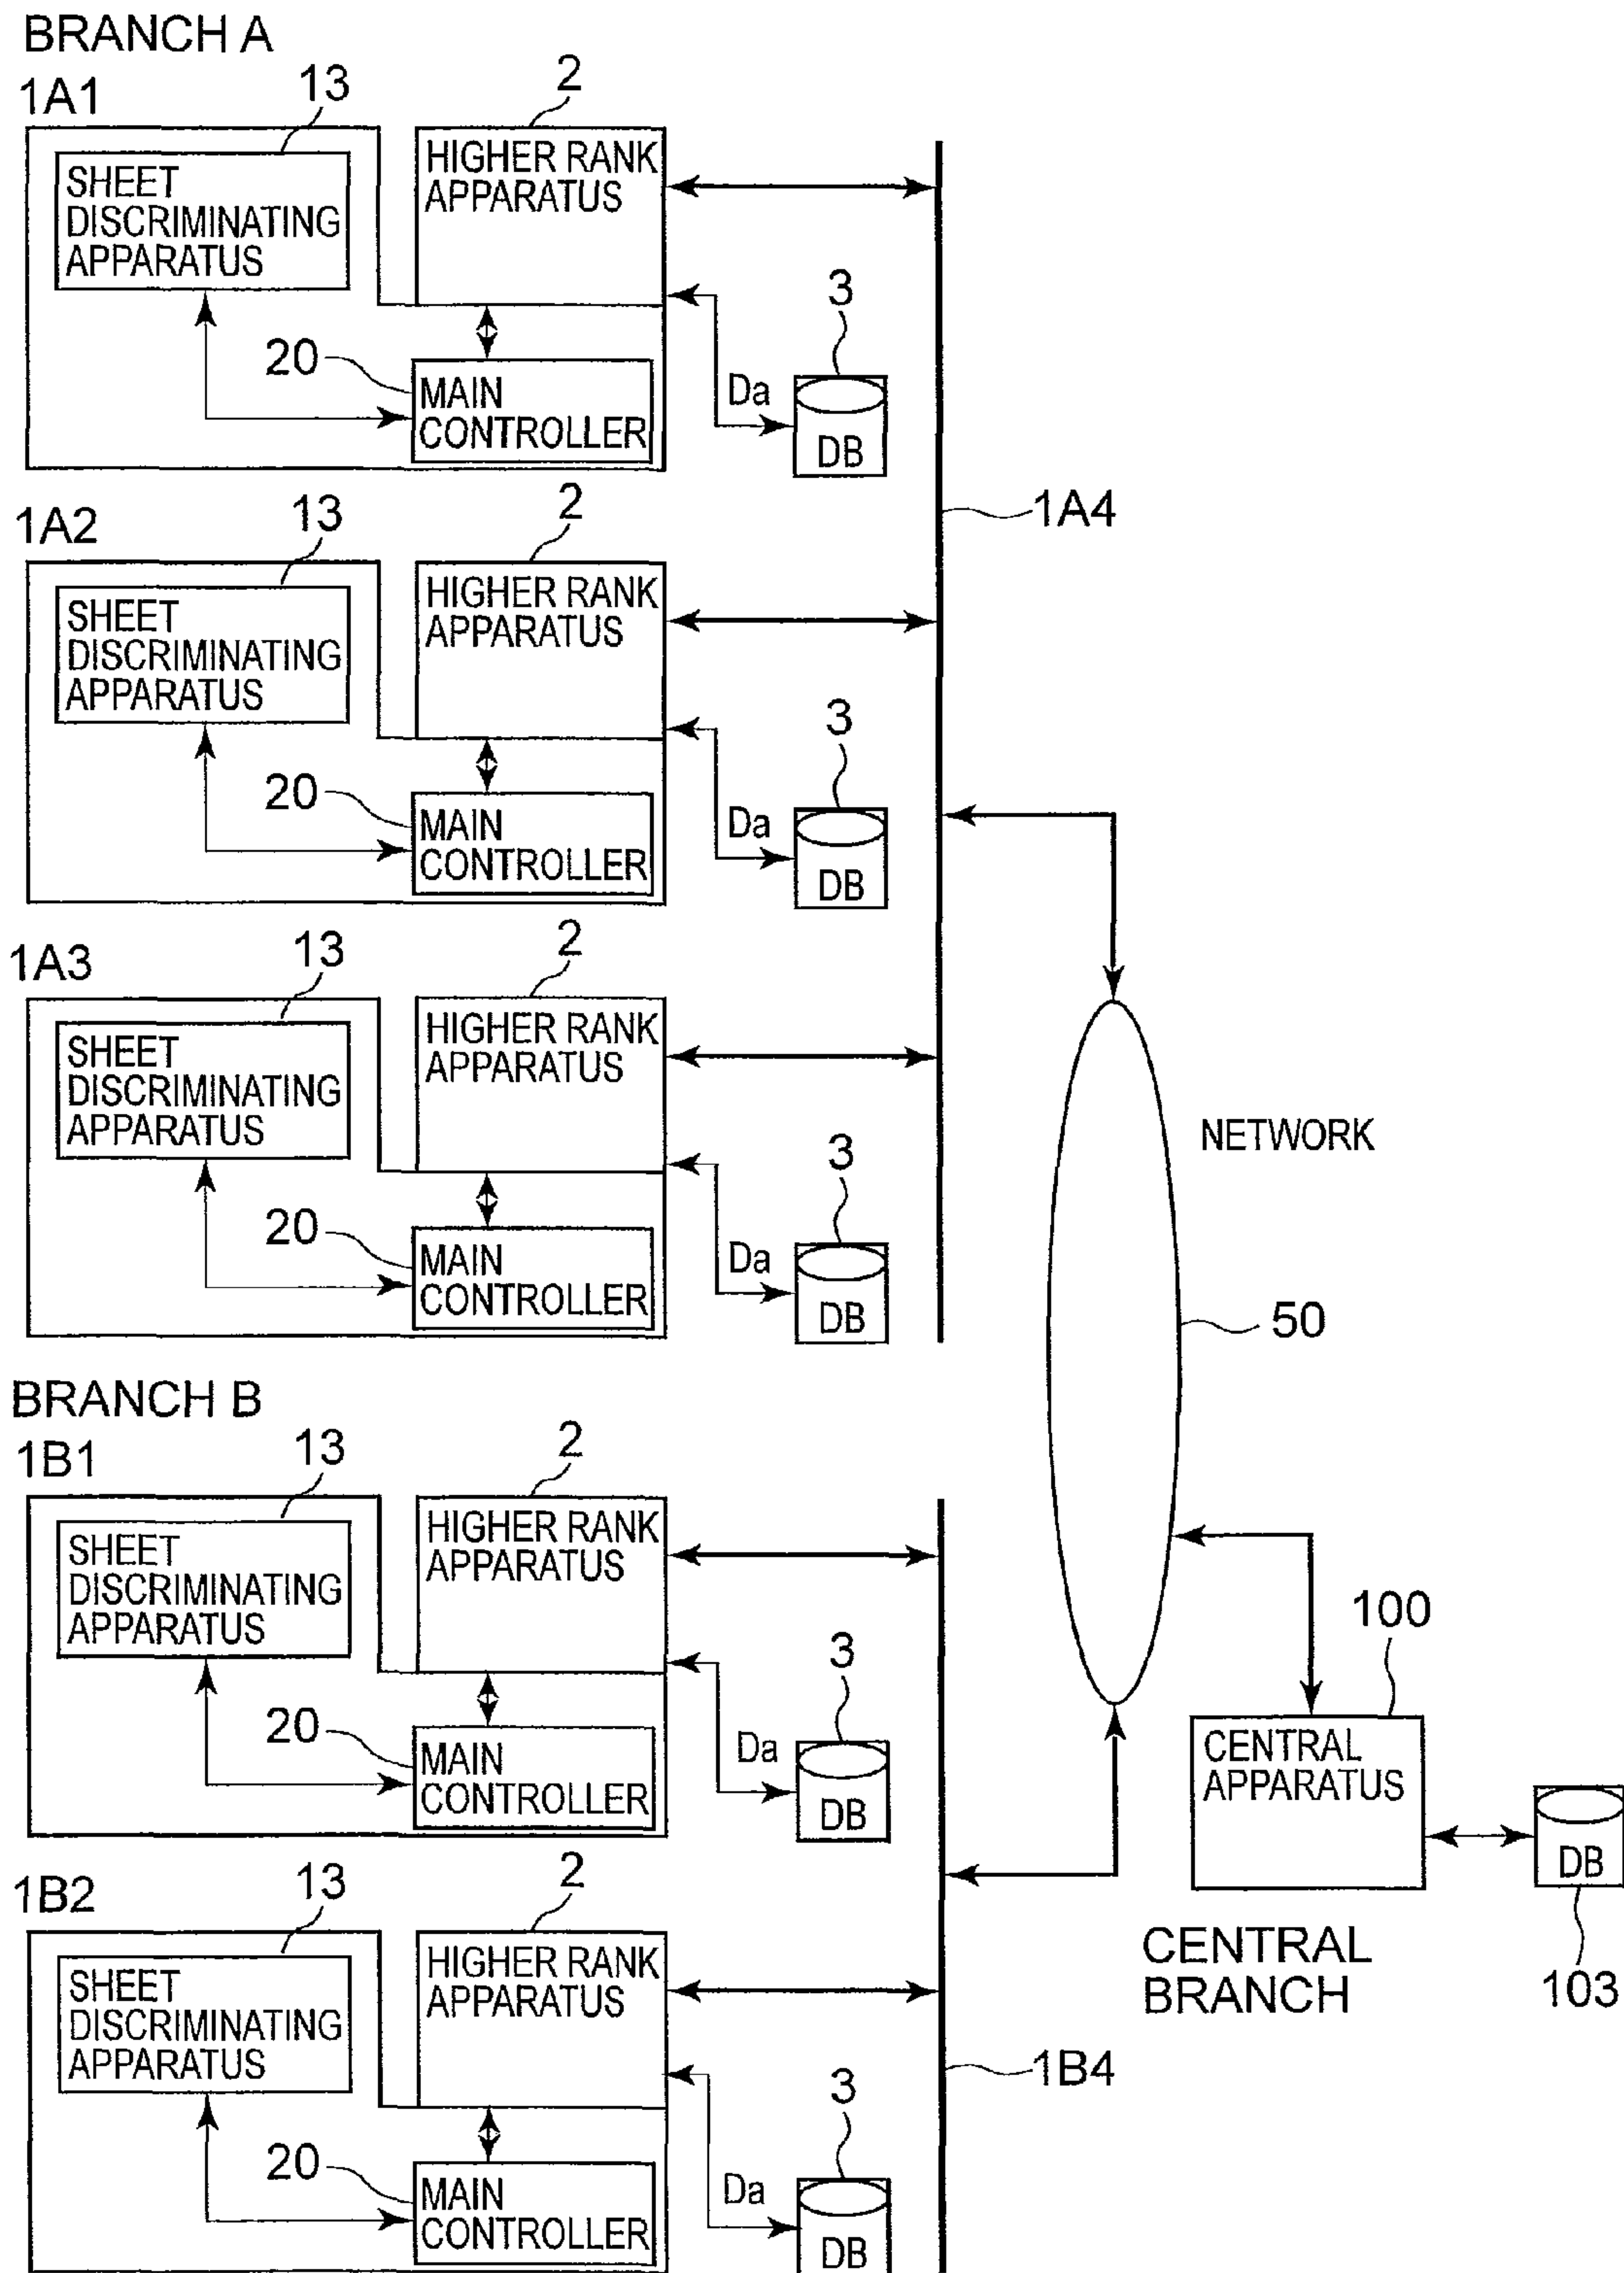 BRANCH A
1A1
13
2
SHEET
DISCRIMINATING
APPARATUS
HIGHER RANK
APPARATUS
20
MAIN
CONTROLLER
Da
3
DB
1A2
13
2
SHEET
DISCRIMINATING
APPARATUS
HIGHER RANK
APPARATUS
20
MAIN
CONTROLLER
Da
3
DB
1A4
1A3
13
2
SHEET
DISCRIMINATING
APPARATUS
HIGHER RANK
APPARATUS
20
MAIN
CONTROLLER
Da
3
DB
NETWORK
50
BRANCH B
1B1
13
2
SHEET
DISCRIMINATING
APPARATUS
HIGHER RANK
APPARATUS
20
MAIN
CONTROLLER
Da
3
DB
100
CENTRAL
APPARATUS
DB
103
CENTRAL
BRANCH
1B2
13
2
SHEET
DISCRIMINATING
APPARATUS
HIGHER RANK
APPARATUS
20
MAIN
CONTROLLER
Da
3
DB
1B4